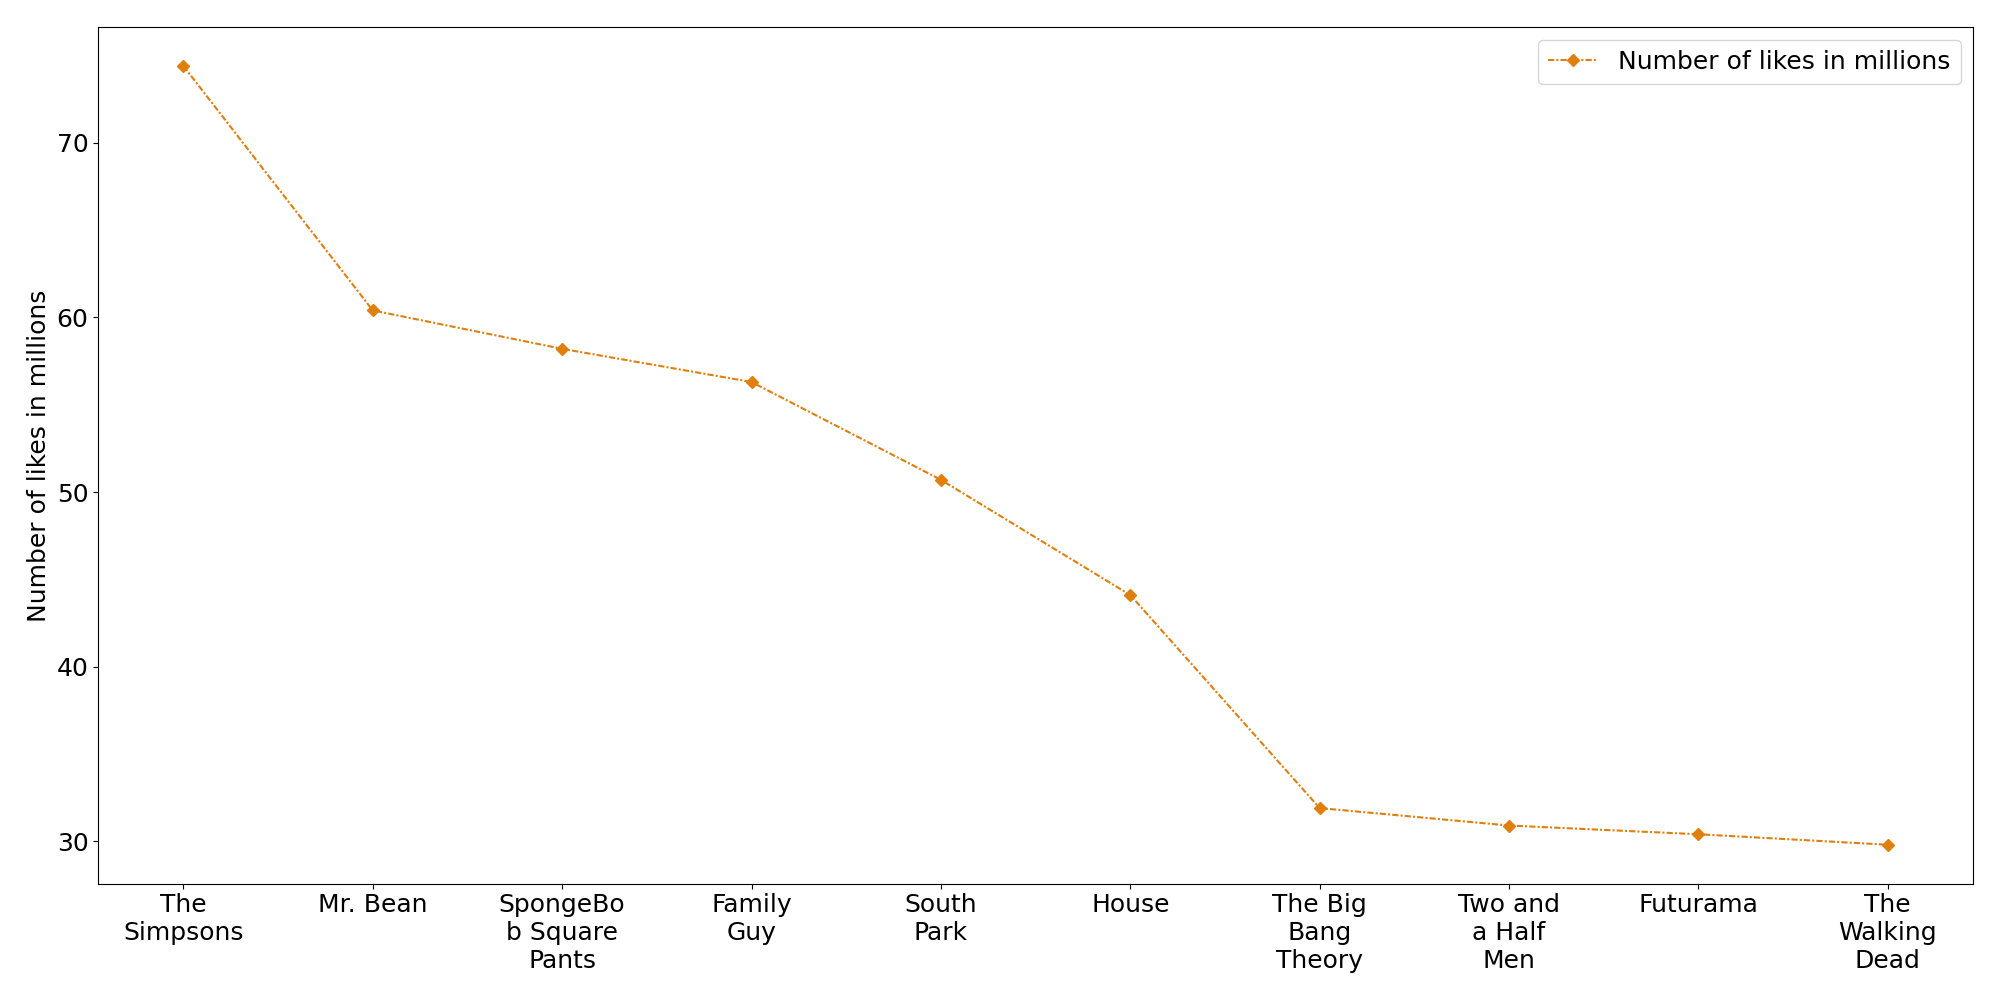 Number of likes in millions
70
60
50
40
30
Number of likes in millions
The
Simpsons
Mr. Bean
SpongeBo
b Square
Pants
Family
Guy
South
Park
House
The Big
Bang
Theory
Two and
a Half
Men
Futurama
The
Walking
Dead